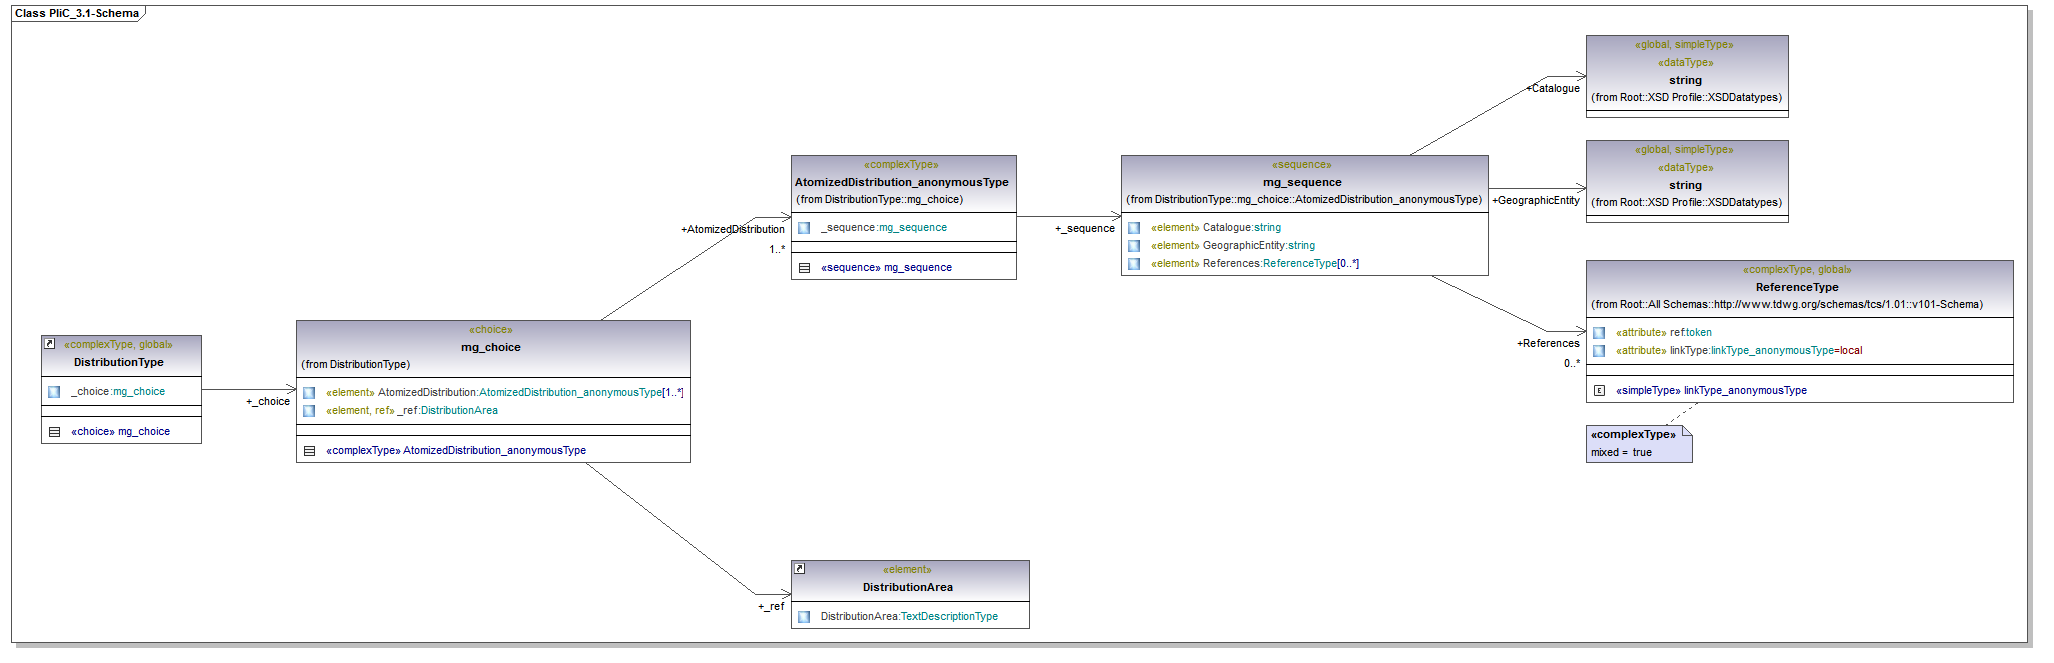 Class PliC_3.1-Schema
«complexType, global»
DistributionType
_choice:mg_choice
«choice» mg_choice
+_choice
«choice»
mg_choice
(from DistributionType)
«element» AtomizedDistribution:AtomizedDistribution_anonymousType[1..*]
«element, ref» _ref:DistributionArea
«complexType» AtomizedDistribution_anonymousType
+AtomizedDistribution
1..*
«complexType»
AtomizedDistribution_anonymousType
(from DistributionType::mg_choice)
_sequence:mg_sequence
«sequence» mg_sequence
+_sequence
«sequence»
mg_sequence
(from DistributionType::mg_choice::AtomizedDistribution_anonymousType)
«element» Catalogue:string
«element» GeographicEntity:string
«element» References:ReferenceType[0..*]
+Catalogue
«global, simpleType»
«dataType»
string
(from Root::XSD Profile::XSDDatatypes)
+GeographicEntity
«global, simpleType»
«dataType»
string
(from Root::XSD Profile::XSDDatatypes)
+References
0..*
«complexType, global»
ReferenceType
(from Root::All Schemas::http://www.tdwg.org/schemas/tcs/1.01::v101-Schema)
«attribute» ref:token
«attribute» linkType:linkType_anonymousType=local
«simpleType» linkType_anonymousType
«complexType»
mixed = true
+_ref
«element»
DistributionArea
DistributionArea:TextDescriptionType